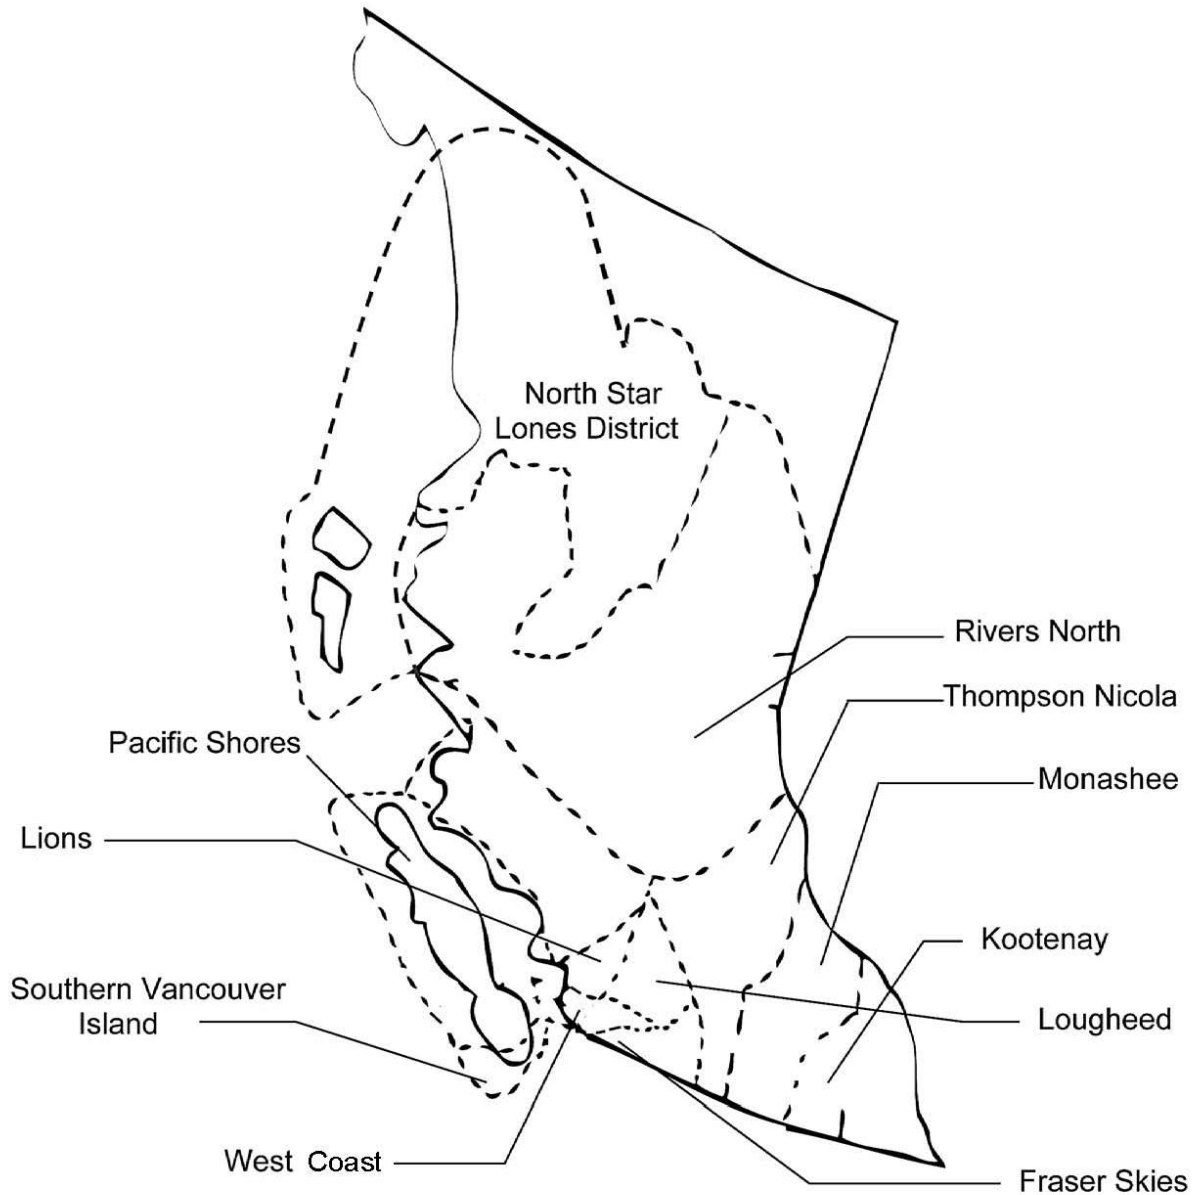 North Star
Lones District
Rivers North
Thompson Nicola
Pacific Shores
Monashee
Lions
Kootenay
Southern Vancouver
Island
Lougheed
West Coast
Fraser Skies